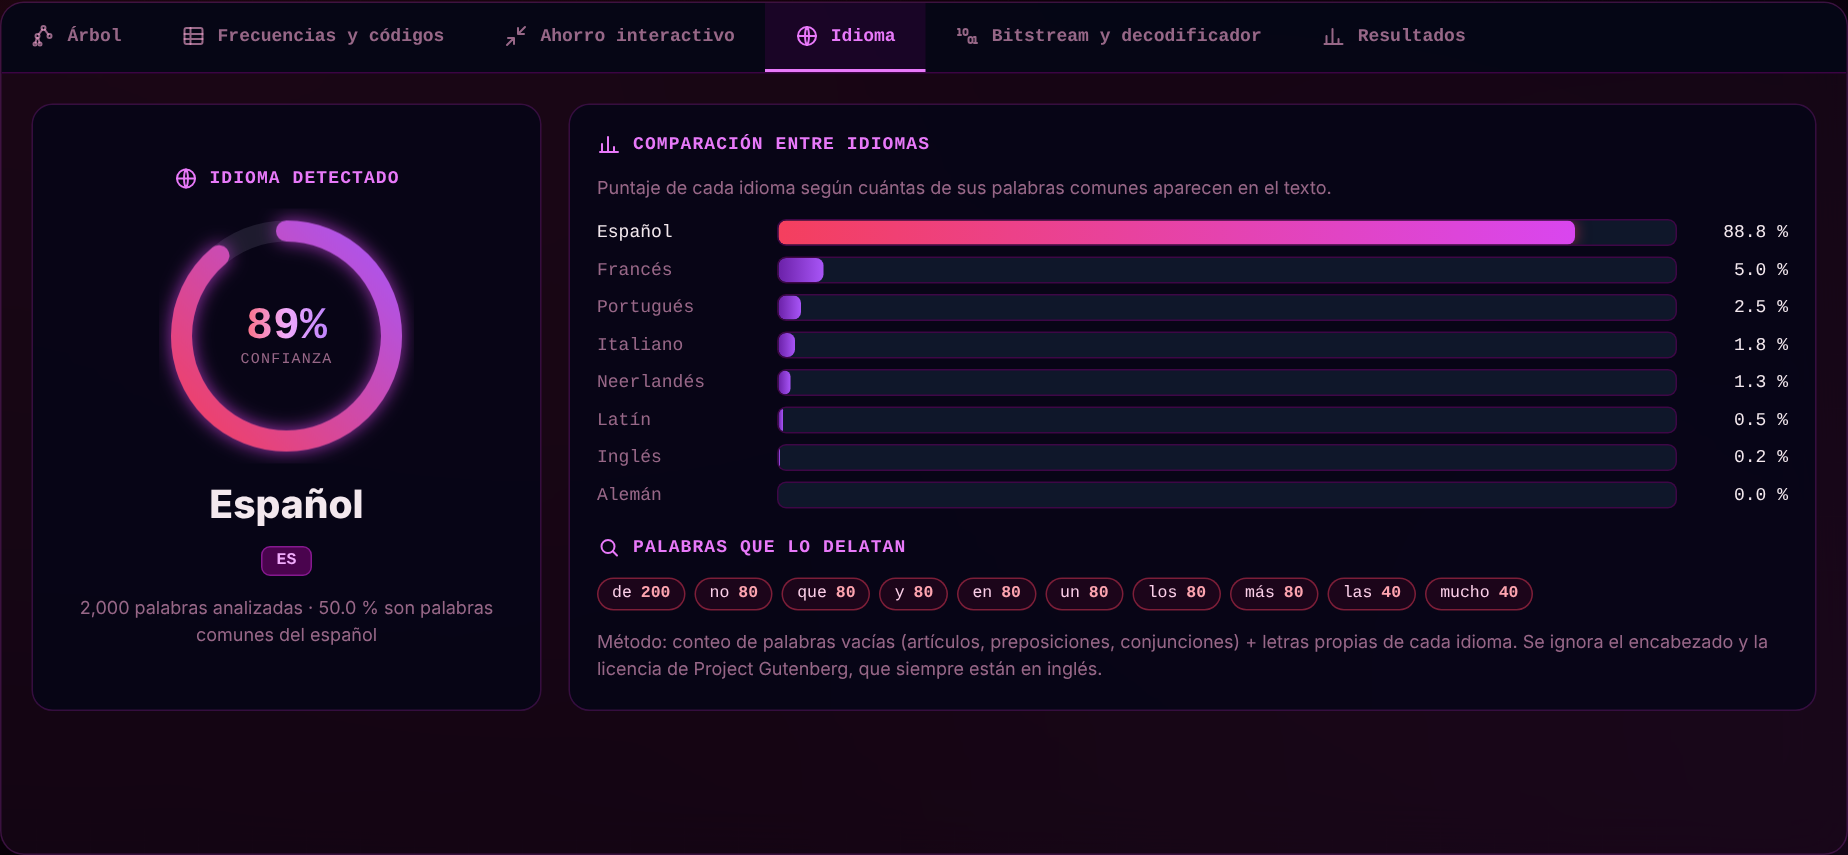 Árbol
Frecuencias y códigos
Ahorro interactivo
Idioma
Bitstream y decodificador
Resultados
IDIOMA DETECTADO
89%
CONFIANZA
Español
ES
2,000 palabras analizadas · 50.0 % son palabras
comunes del español
COMPARACIÓN ENTRE IDIOMAS
Puntaje de cada idioma según cuántas de sus palabras comunes aparecen en el texto.
Español 88.8 %
Francés 5.0 %
Portugués 2.5 %
Italiano 1.8 %
Neerlandés 1.3 %
Latín 0.5 %
Inglés 0.2 %
Alemán 0.0 %
PALABRAS QUE LO DELATAN
de 200 no 80 que 80 y 80 en 80 un 80 los 80 más 80 las 40 mucho 40
Método: conteo de palabras vacías (artículos, preposiciones, conjunciones) + letras propias de cada idioma. Se ignora el encabezado y la
licencia de Project Gutenberg, que siempre están en inglés.